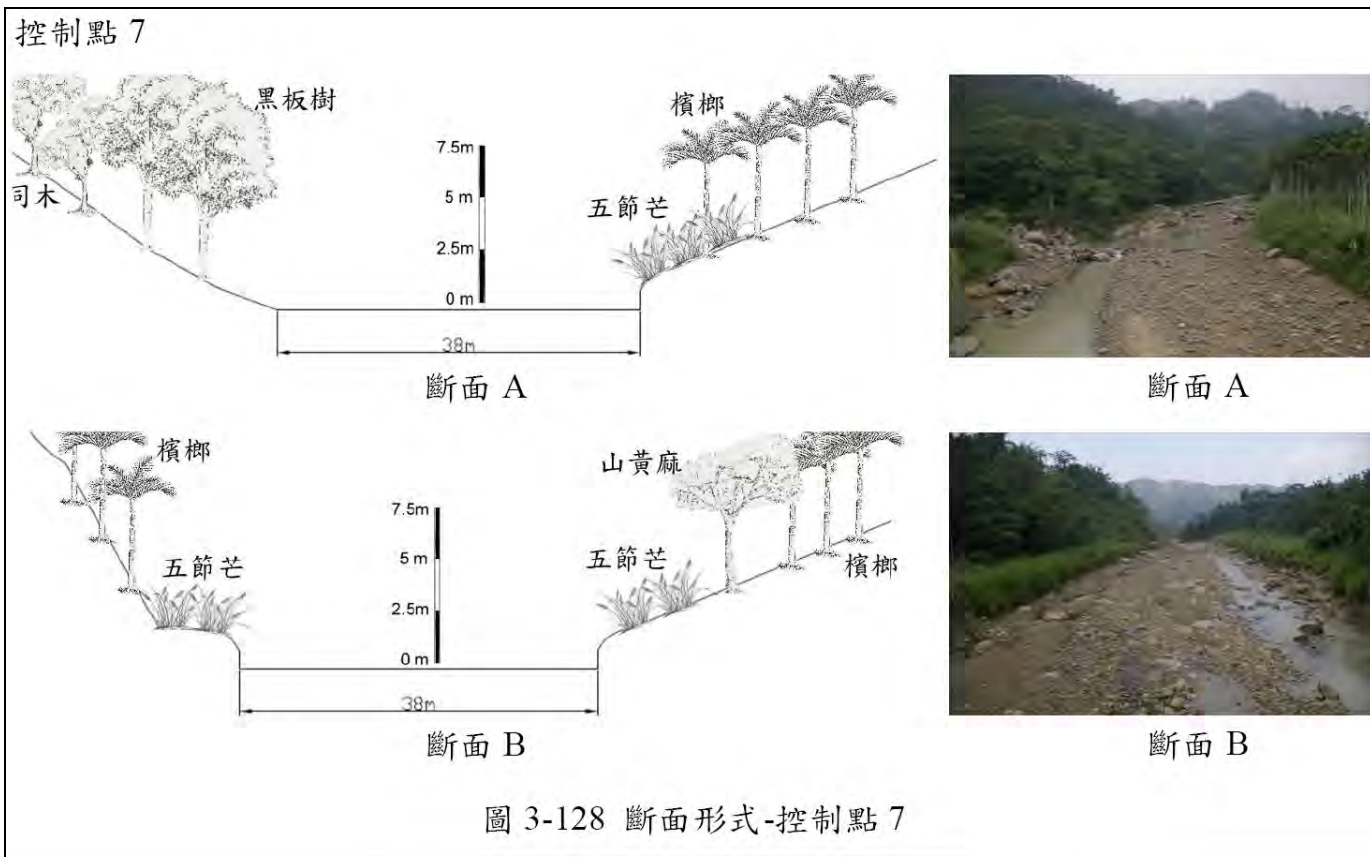 控制點 7
黑板樹
檳榔
司木
五節芒
7.5m
5 m
2.5m
0 m
38m
斷面 A
斷面 A
檳榔
山黃麻
五節芒
五節芒
檳榔
7.5m
5 m
2.5m
0 m
38m
斷面 B
斷面 B
圖 3-128 斷面形式-控制點 7